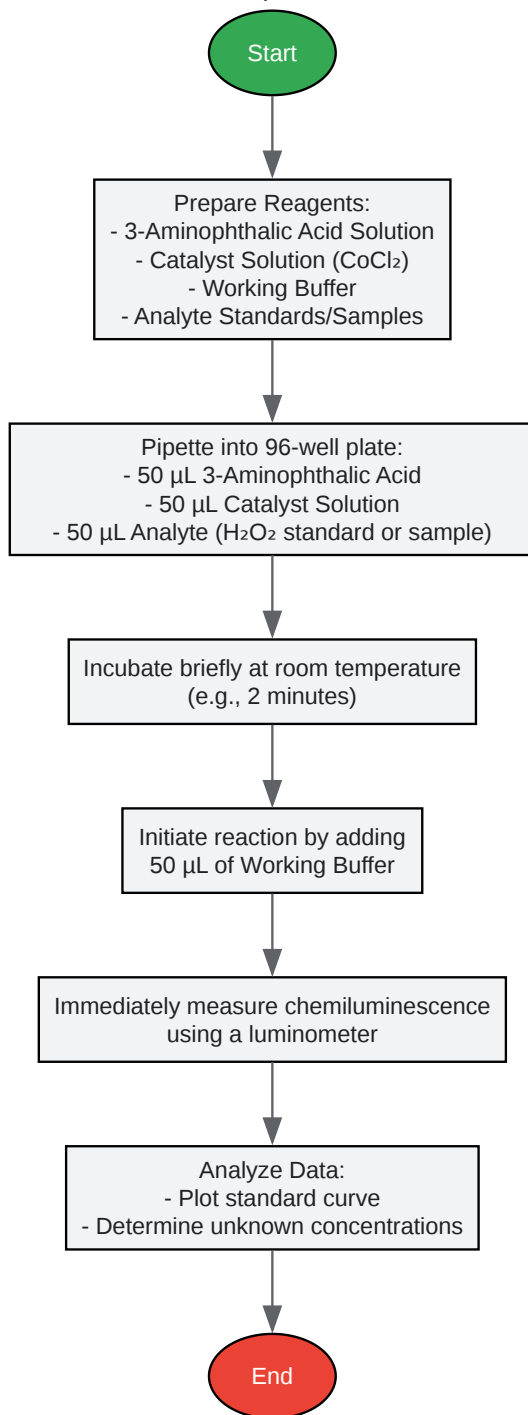 Start
Prepare Reagents:
- 3-Aminophthalic Acid Solution
- Catalyst Solution (CoCl₂)
- Working Buffer
- Analyte Standards/Samples
Pipette into 96-well plate:
- 50 µL 3-Aminophthalic Acid
- 50 µL Catalyst Solution
- 50 µL Analyte (H₂O₂ standard or sample)
Incubate briefly at room temperature
(e.g., 2 minutes)
Initiate reaction by adding
50 µL of Working Buffer
Immediately measure chemiluminescence
using a luminometer
Analyze Data:
- Plot standard curve
- Determine unknown concentrations
End